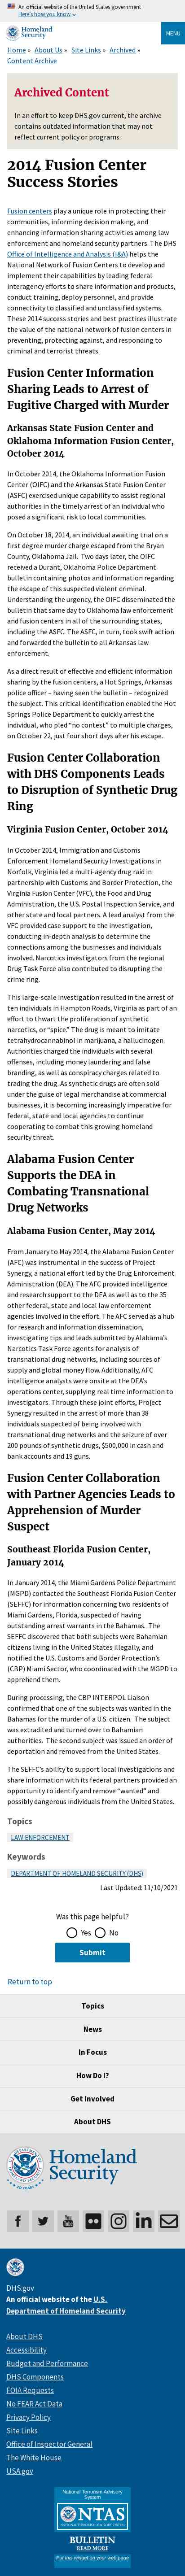 An official website of the United States government
Here's how you know
Homeland
Security
MENU
Home » About Us » Site Links » Archived »
Content Archive
Archived Content
In an effort to keep DHS.gov current, the archive
contains outdated information that may not
reflect current policy or programs.
2014 Fusion Center
Success Stories
Fusion centers play a unique role in protecting their
communities, informing decision making, and
enhancing information sharing activities among law
enforcement and homeland security partners. The DHS
Office of Intelligence and Analysis (I&A) helps the
National Network of Fusion Centers develop and
mature by leading the federal interagency in
leveraging interagency efforts to share information and
products, conduct training, deploy personnel, and
provide connectivity to classified and unclassified systems.
These 2014 success stories and best practices illustrate
the value of the national network of fusion centers in
preventing, protecting against, and responding to
criminal and terrorist threats.
Fusion Center Information
Sharing Leads to Arrest of
Fugitive Charged with Murder
Arkansas State Fusion Center and
Oklahoma Information Fusion Center,
October 2014
In October 2014, the Oklahoma Information Fusion
Center (OIFC) and the Arkansas State Fusion Center
(ASFC) exercised their capability to assist in regional
arrest of individuals who posed a threat to their
communities.
On October 18, 2014, an individual awaiting trial on a
first degree murder charge escaped from the Bryan
County, Oklahoma Jail. Two days later, the OIFC
received a Durant, Oklahoma Police Department
bulletin containing photos and information regarding
the escape of this suspected violent criminal.
Understanding the urgency, the OIFC disseminated the
bulletin that same day to Oklahoma law enforcement
and fusion centers in all of the surrounding states,
including the ASFC. The ASFC, in turn, took swift action
and forwarded the bulletin to all Arkansas law
enforcement.
As a direct result of effective and efficient information
sharing by the fusion centers, a Hot Springs, Arkansas
police officer – having seen the bulletin – recognized
the subject. This critical identification enabled the Hot
Springs Police Department to quickly arrest the
individual, who pled "no contest" to multiple charges,
on October 22, just four short days after his escape.
Fusion Center Collaboration
with DHS Components Leads
to Disruption of Synthetic Drug
Ring
Virginia Fusion Center, October 2014
In October 2014, Immigration and Customs
Enforcement Homeland Security Investigations in
Norfolk, Virginia led a multi-agency drug raid in
partnership with Customs and Border Protection, the
Virginia Fusion Center (VFC), the Food and Drug
Administration, the U.S. Postal Inspection Service, and
other state and local partners. A lead analyst from the
VFC provided case support to the investigation,
conducting in-depth analysis to determine the
connections among the businesses and individuals
involved. Narcotics investigators from the regional
Drug Task Force also provided expertise to dismantle
the crime ring.
This large-scale investigation resulted in the arrest of
five individuals in Hampton Roads, Virginia as part of an
effort to thwart the proliferation of synthetic
narcotics, or "spice." The drug is meant to imitate
tetrahydrocannabinol in marijuana, a hallucinogen.
Authorities charged the individuals with several
offenses, including money laundering and conspiracy to
traffic an illegal drug. As synthetic drugs are often sold
under the guise of legitimate commerce at local
businesses, it is becoming increasingly imperative for
federal, state, and local agencies to continue
cooperation to combat this growing homeland
security threat.
Alabama Fusion Center
Supports the DEA in
Combating Transnational
Drug Networks
Alabama Fusion Center, May 2014
From January to May 2014, the Alabama Fusion Center
(AFC) was instrumental in the success of Project
Synergy, a national effort led by the Drug Enforcement
Administration (DEA). The AFC provided intelligence
and research support to the DEA as well as to the 35
other federal, state and local law enforcement
agencies involved in the effort. The AFC served as a hub
for research and information dissemination,
investigating tips and leads submitted by Alabama's
Narcotics Task Force agents for analysis of
transnational drug networks, including sources of
supply and global money flow. Additionally, AFC
intelligence analysts were onsite at the DEA's
operations center to provide real-time analysis to
officers in the field. Through these joint efforts, Project
Synergy resulted in the arrest of more than 38
individuals suspected of being involved with
transnational drug networks and the seizure of over
200 pounds of synthetic drugs, $500,000 in cash and
bank accounts and 19 guns.
Fusion Center Collaboration
with Partner Agencies Leads to
Apprehension of Murder
Suspect
Southeast Florida Fusion Center,
January 2014
In January 2014, the Miami Gardens Police Department
(MGPD) contacted the Southeast Florida Fusion Center
(SEFFC) for information concerning two residents of
Miami Gardens, Florida, suspected of having
outstanding arrest warrants in the Bahamas. The
SEFFC discovered that both subjects were Bahamian
citizens living in the United States illegally, and
notified the U.S. Customs and Border Protection's
(CBP) Miami Sector, who coordinated with the MGPD to
apprehend them.
During processing, the CBP INTERPOL Liaison
confirmed that one of the suspects was wanted in the
Bahamas for the murder of a U.S. citizen. The subject
was extradited and turned over to Bahamian
authorities. The second subject was issued an order of
deportation and removed from the United States.
The SEFFC's ability to support local investigations and
share information with its federal partners provided an
opportunity to identify and remove "wanted" and
possibly dangerous individuals from the United States.
Topics
LAW ENFORCEMENT
Keywords
DEPARTMENT OF HOMELAND SECURITY (DHS)
Last Updated: 11/10/2021
Was this page helpful?
Yes No
Submit
Return to top
Topics
News
In Focus
How Do I?
Get Involved
About DHS
Homeland
Security
DHS.gov
An official website of the U.S.
Department of Homeland Security
About DHS
Accessibility
Budget and Performance
DHS Components
FOIA Requests
No FEAR Act Data
Privacy Policy
Site Links
Office of Inspector General
The White House
USA.gov
National Terrorism Advisory
System
NTAS
BULLETIN
READ MORE
Put this widget on your web page